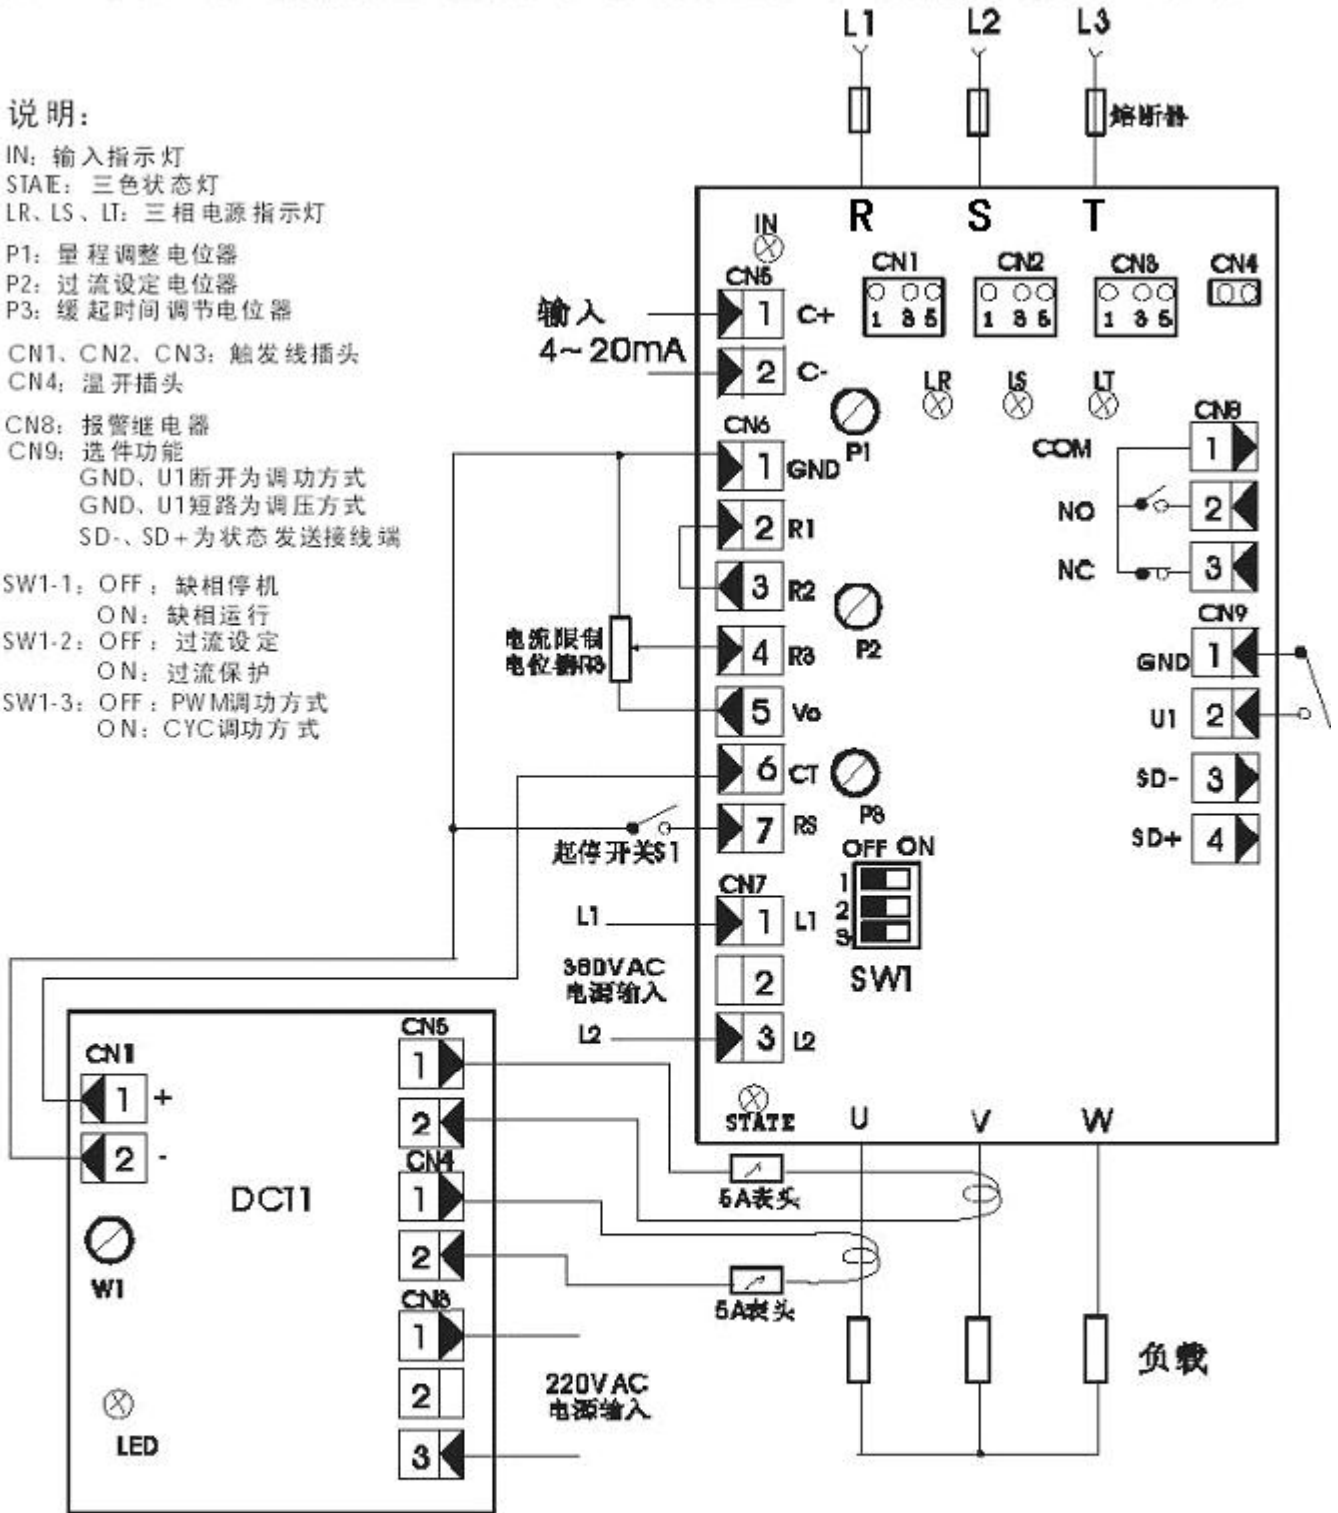 L1 L2 L3
熔断器
说明：
IN：输入指示灯
STATE：三色状态灯
LR、LS、LT：三相电源指示灯
P1：量程调整电位器
P2：过流设定电位器
P3：缓起时间调节电位器
CN1、CN2、CN3：触发线插头
CN4：温开插头
CN8：报警继电器
CN9：选件功能
GND、U1断开为调功方式
GND、U1短路为调压方式
SD-、SD+为状态发送接线端
SW1-1：OFF：缺相停机
ON：缺相运行
SW1-2：OFF：过流设定
ON：过流保护
SW1-3：OFF：PWM调功方式
ON：CYC调功方式
R S T
IN
CN1 CN2 CN3 CN4
1 3 5 1 3 5 1 3 5
CN5
输入
4~20mA
1 C+
2 C-
LR LS LT
P1
CN6
1 GND
2 R1
3 R2
4 R3
5 Vo
6 CT
7 RS
电流限制
电位器R3
起停开关S1
P2
P3
CN8
COM 1
NO 2
NC 3
CN9
GND 1
U1 2
SD- 3
SD+ 4
OFF ON
1
2
3
SW1
CN7
L1 1 L1
380VAC
电源输入
2
L2 3 L2
STATE
U V W
CN1
1 +
2 -
DCT1
W1
LED
CN5
1
2
CN4
1
2
1
2
3
5A表头
5A表头
220VAC
电源输入
负载